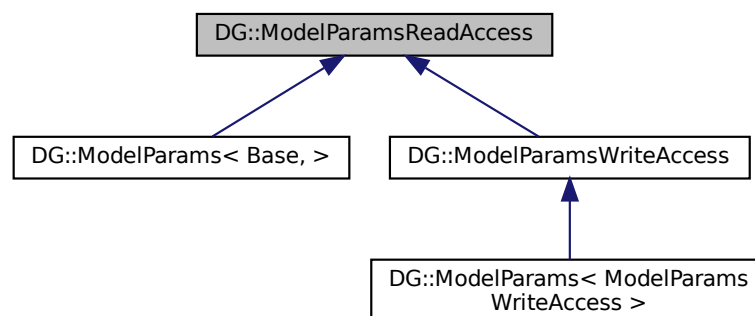 DG::ModelParamsReadAccess
DG::ModelParams< Base, >
DG::ModelParamsWriteAccess
DG::ModelParams< ModelParams
WriteAccess >